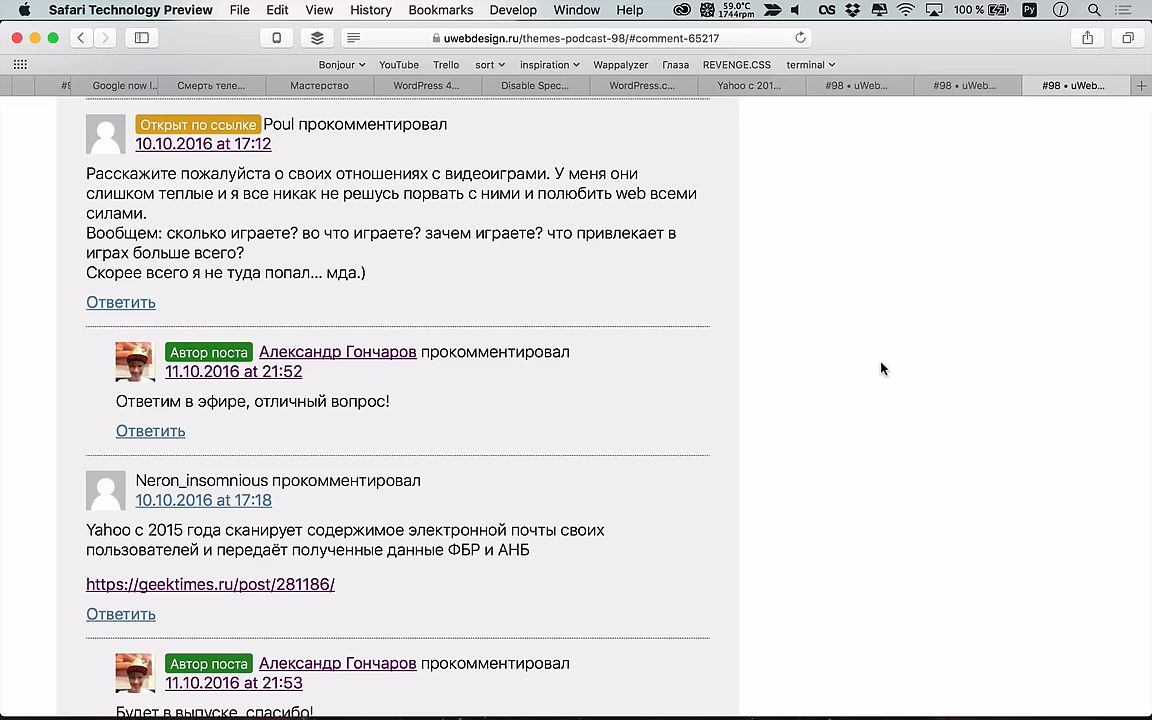 Safari Technology Preview File Edit View History Bookmarks Develop Window Help 59.0°C 1744rpm 100 % Py
uwebdesign.ru/themes-podcast-98/#comment-65217
Bonjour YouTube Trello sort inspiration Wappalyzer Глаза REVENGE.CSS terminal
Google now l... Смерть теле... Мастерство WordPress 4... Disable Spec... WordPress.c... Yahoo с 201... #98 • uWeb... #98 • uWeb... #98 • uWeb...
Открыт по ссылке Poul прокомментировал
10.10.2016 at 17:12
Расскажите пожалуйста о своих отношениях с видеоиграми. У меня они
слишком теплые и я все никак не решусь порвать с ними и полюбить web всеми
силами.
Вообщем: сколько играете? во что играете? зачем играете? что привлекает в
играх больше всего?
Скорее всего я не туда попал... мда.)
Ответить
Автор поста Александр Гончаров прокомментировал
11.10.2016 at 21:52
Ответим в эфире, отличный вопрос!
Ответить
Neron_insomnious прокомментировал
10.10.2016 at 17:18
Yahoo с 2015 года сканирует содержимое электронной почты своих
пользователей и передаёт полученные данные ФБР и АНБ
https://geektimes.ru/post/281186/
Ответить
Автор поста Александр Гончаров прокомментировал
11.10.2016 at 21:53
Будет в выпуске, спасибо!